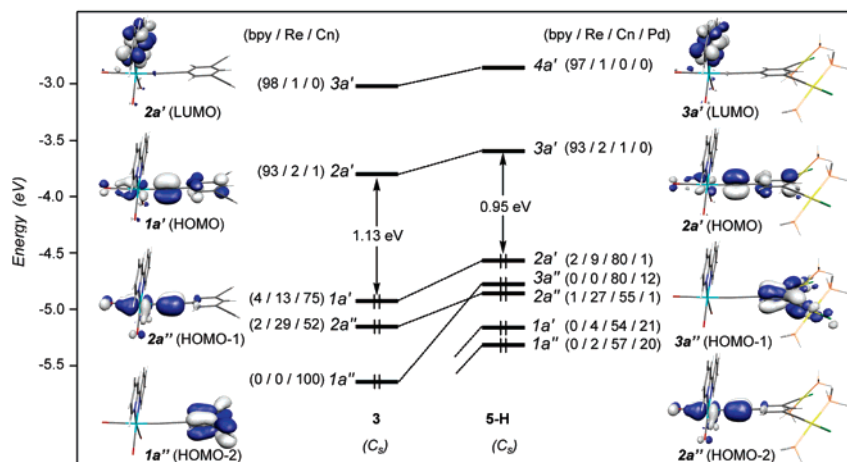 (bpy / Re / Cn)
(bpy / Re / Cn / Pd)
Energy (eV)
-3.0
-3.5
-4.0
-4.5
-5.0
-5.5
2a' (LUMO)
1a' (HOMO)
2a'' (HOMO-1)
1a'' (HOMO-2)
(98 / 1 / 0) 3a'
(93 / 2 / 1) 2a'
1.13 eV
(4 / 13 / 75) 1a'
(2 / 29 / 52) 2a''
(0 / 0 / 100) 1a''
3
(Cs)
4a' (97 / 1 / 0 / 0)
3a' (93 / 2 / 1 / 0)
0.95 eV
2a' (2 / 9 / 80 / 1)
3a'' (0 / 0 / 80 / 12)
2a'' (1 / 27 / 55 / 1)
1a' (0 / 4 / 54 / 21)
1a'' (0 / 2 / 57 / 20)
5-H
(Cs)
3a' (LUMO)
2a' (HOMO)
3a'' (HOMO-1)
2a'' (HOMO-2)